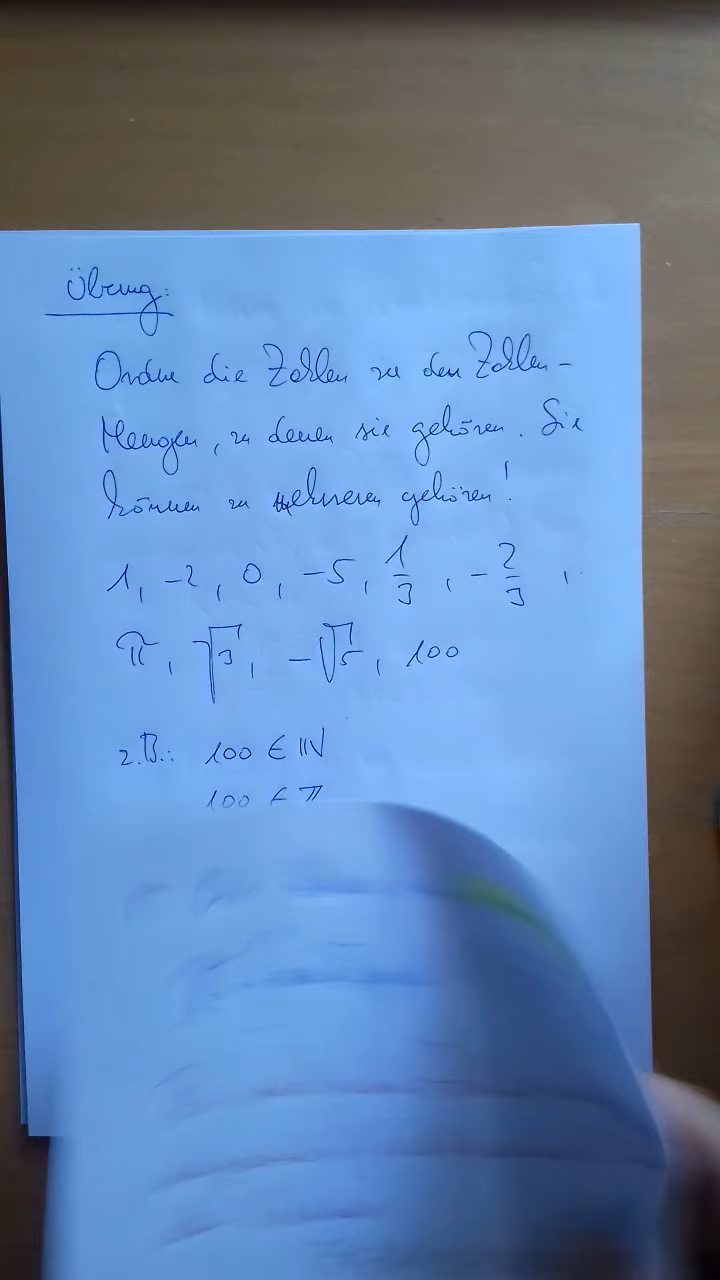 Übung:
Ordne die Zahlen zu den Zahlen-
Mengen, zu denen sie gehören. Sie
können zu mehreren gehören!
1, -2, 0, -5, 1/3, -2/3,
π, √3, -√5, 100
z.B.: 100 ∈ ℕ
100 ∈